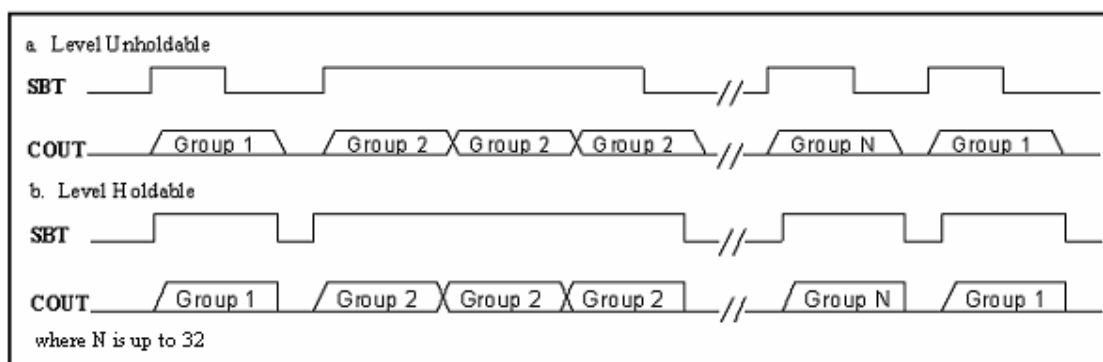 a. Level Unholdable
SBT
//
COUT Group 1 Group 2 Group 2 Group 2 // Group N Group 1
b. Level Holdable
SBT
//
COUT Group 1 Group 2 Group 2 Group 2 // Group N Group 1
where N is up to 32